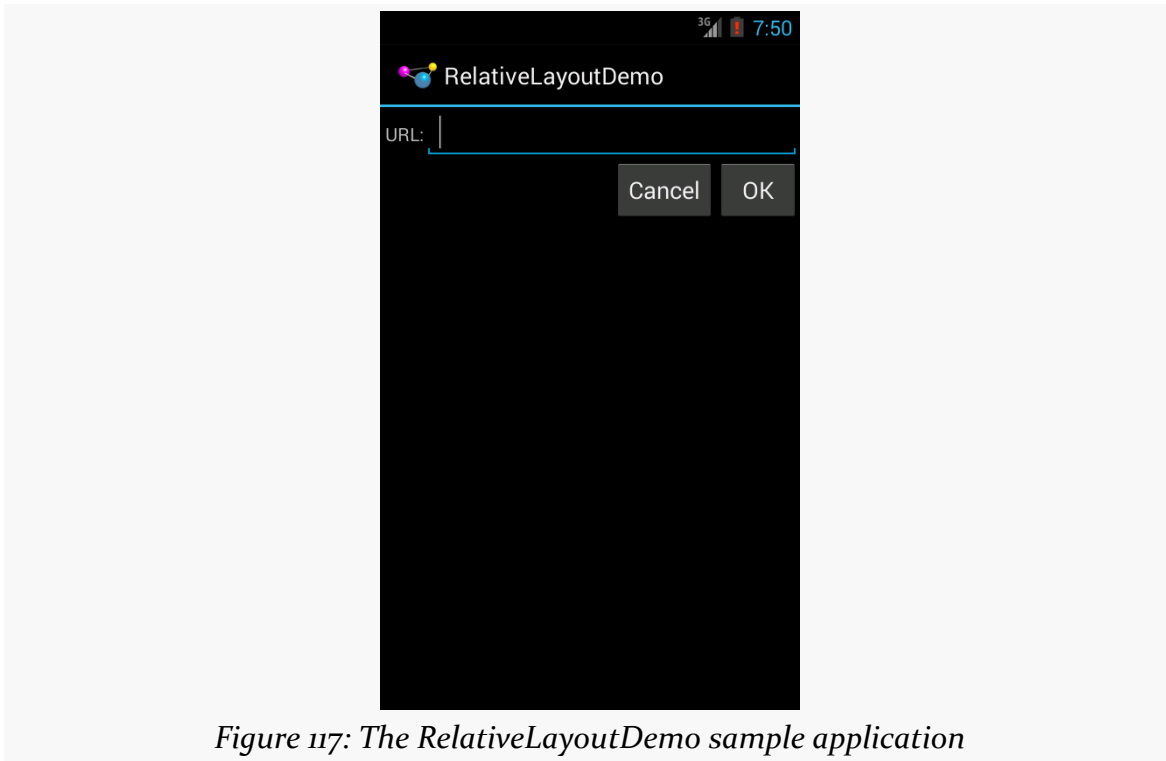 3G 7:50
RelativeLayoutDemo
URL:
Cancel OK
Figure 117: The RelativeLayoutDemo sample application